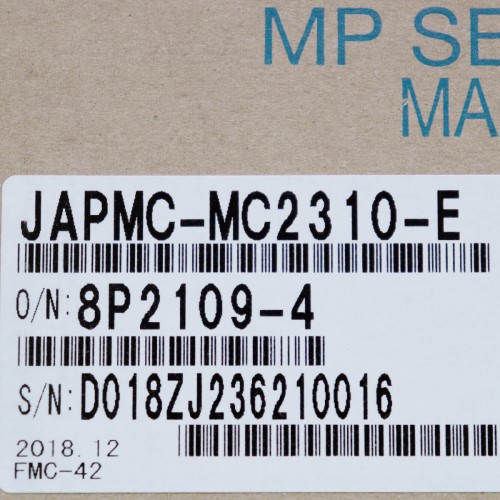 MP SE
MA
JAPMC-MC2310-E
O/N: 8P2109-4
S/N: D018ZJ236210016
2018.12
FMC-42